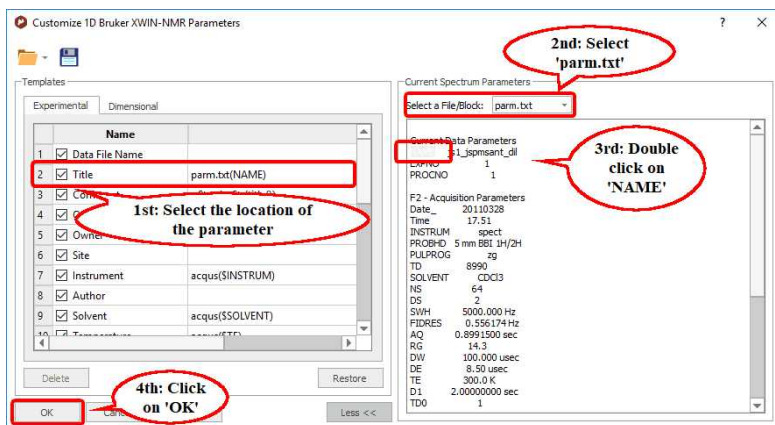 Customize 1D Bruker XWIN-NMR Parameters
? ×
2nd: Select
'parm.txt'
Templates
Current Spectrum Parameters
Experimental Dimensional
Select a File/Block: parm.txt
Name
1 Data File Name
2 Title parm.txt(NAME)
3
4
5 Owner
6 Site
7 Instrument acqus($INSTRUM)
8 Author
9 Solvent acqus($SOLVENT)
10 Temperature acqus($TE)
1st: Select the location of
the parameter
Current Data Parameters
s1_jspmsant_dil
EXPNO 1
PROCNO 1
3rd: Double
click on
'NAME'
F2 - Acquisition Parameters
Date_ 20110328
Time 17.51
INSTRUM spect
PROBHD 5 mm BBI 1H/2H
PULPROG zg
TD 8990
SOLVENT CDCl3
NS 64
DS 2
SWH 5000.000 Hz
FIDRES 0.556174 Hz
AQ 0.8991500 sec
RG 14.3
DW 100.000 usec
DE 8.50 usec
TE 300.0 K
D1 2.00000000 sec
TD0 1
Delete Restore
4th: Click
on 'OK'
OK Less <<